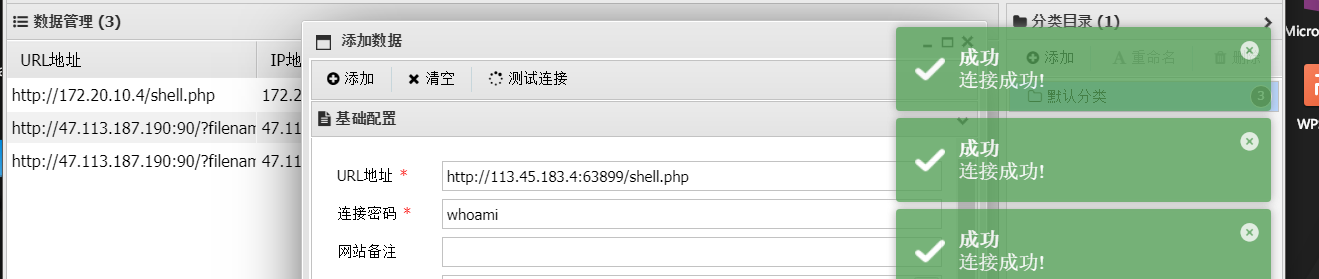 数据管理 (3)
URL地址
IP地
http://172.20.10.4/shell.php
172.2
http://47.113.187.190:90/?filenam
47.11
http://47.113.187.190:90/?filenam
47.11
添加数据
添加
清空
测试连接
基础配置
URL地址 *
http://113.45.183.4:63899/shell.php
连接密码 *
whoami
网站备注
分类目录 (1)
添加
重命名
删除
默认分类
3
成功
连接成功!
成功
连接成功!
成功
连接成功!
Micro
WPS